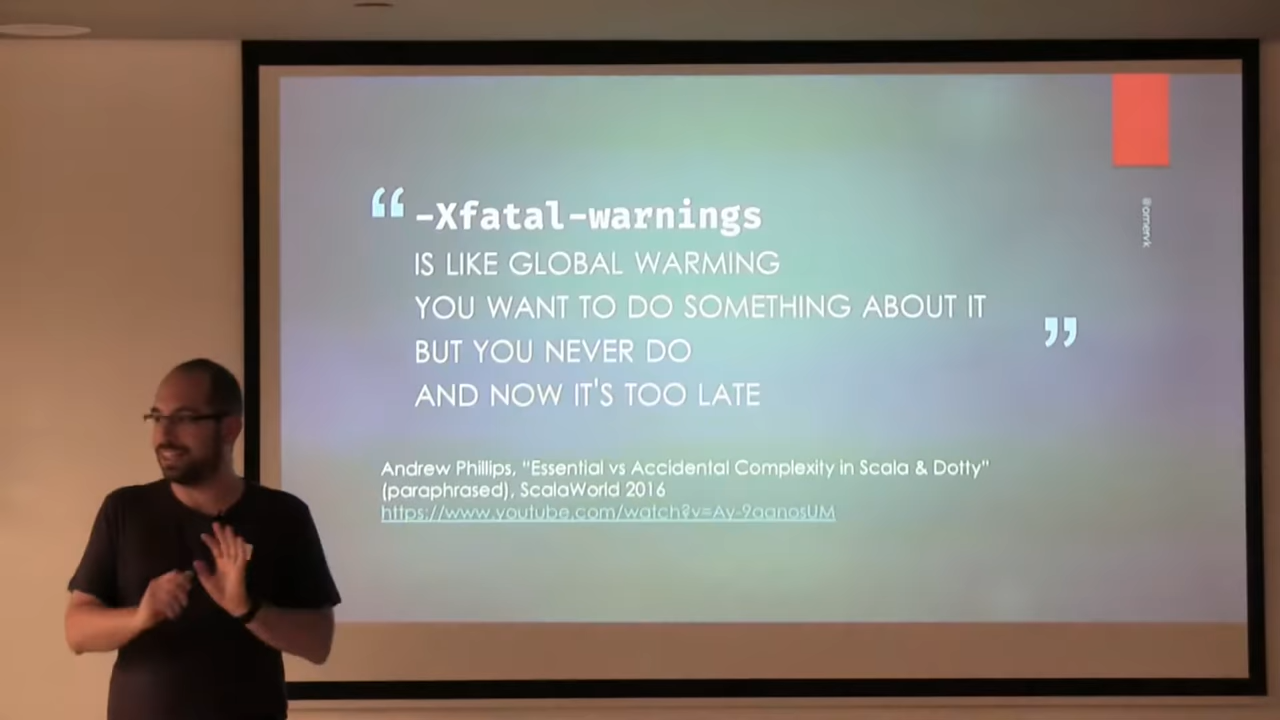 “ -Xfatal-warnings
IS LIKE GLOBAL WARMING
YOU WANT TO DO SOMETHING ABOUT IT
BUT YOU NEVER DO
AND NOW IT'S TOO LATE ”
Andrew Phillips, “Essential vs Accidental Complexity in Scala & Dotty”
(paraphrased), ScalaWorld 2016
@omervk